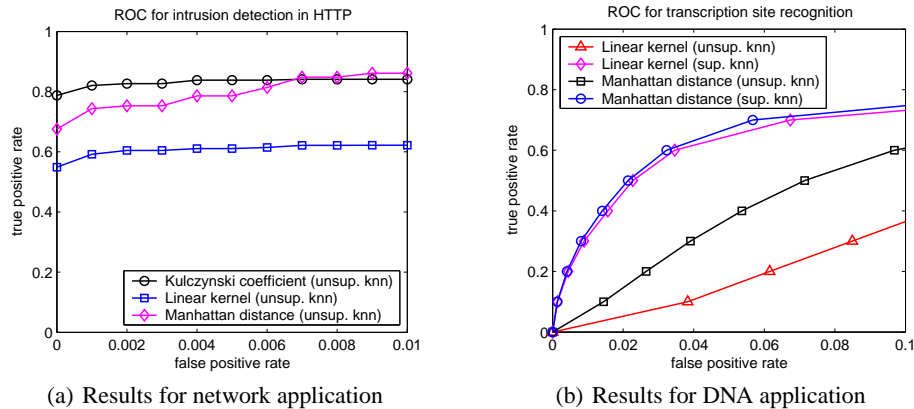 ROC for intrusion detection in HTTP
1
0.8
0.6
0.4
0.2
0
true positive rate
Kulczynski coefficient (unsup. knn)
Linear kernel (unsup. knn)
Manhattan distance (unsup. knn)
0 0.002 0.004 0.006 0.008 0.01
false positive rate
(a) Results for network application
ROC for transcription site recognition
1
0.8
0.6
0.4
0.2
0
true positive rate
Linear kernel (unsup. knn)
Linear kernel (sup. knn)
Manhattan distance (unsup. knn)
Manhattan distance (sup. knn)
0 0.02 0.04 0.06 0.08 0.1
false positive rate
(b) Results for DNA application